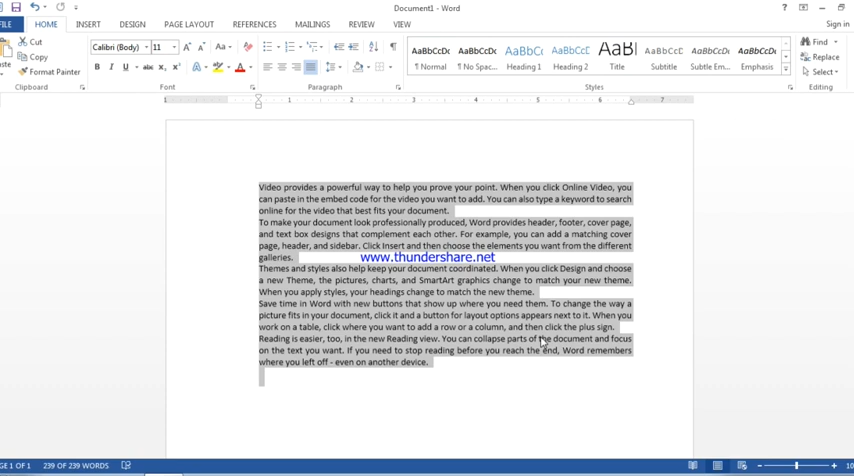 Document1 - Word
FILE HOME INSERT DESIGN PAGE LAYOUT REFERENCES MAILINGS REVIEW VIEW Sign in
Cut
Copy
Format Painter
Clipboard
Calibri (Body) 11
Font
Paragraph
AaBbCcDc AaBbCcDc AaBbCc AaBbCcC AaBl AaBbCcD AaBbCcDc AaBbCcDc
¶ Normal ¶ No Spac... Heading 1 Heading 2 Title Subtitle Subtle Em... Emphasis
Styles
Find
Replace
Select
Editing
1 1 2 3 4 5 6 7
Video provides a powerful way to help you prove your point. When you click Online Video, you
can paste in the embed code for the video you want to add. You can also type a keyword to search
online for the video that best fits your document.
To make your document look professionally produced, Word provides header, footer, cover page,
and text box designs that complement each other. For example, you can add a matching cover
page, header, and sidebar. Click Insert and then choose the elements you want from the different
galleries.
www.thundershare.net
Themes and styles also help keep your document coordinated. When you click Design and choose
a new Theme, the pictures, charts, and SmartArt graphics change to match your new theme.
When you apply styles, your headings change to match the new theme.
Save time in Word with new buttons that show up where you need them. To change the way a
picture fits in your document, click it and a button for layout options appears next to it. When you
work on a table, click where you want to add a row or a column, and then click the plus sign.
Reading is easier, too, in the new Reading view. You can collapse parts of the document and focus
on the text you want. If you need to stop reading before you reach the end, Word remembers
where you left off - even on another device.
GE 1 OF 1 239 OF 239 WORDS